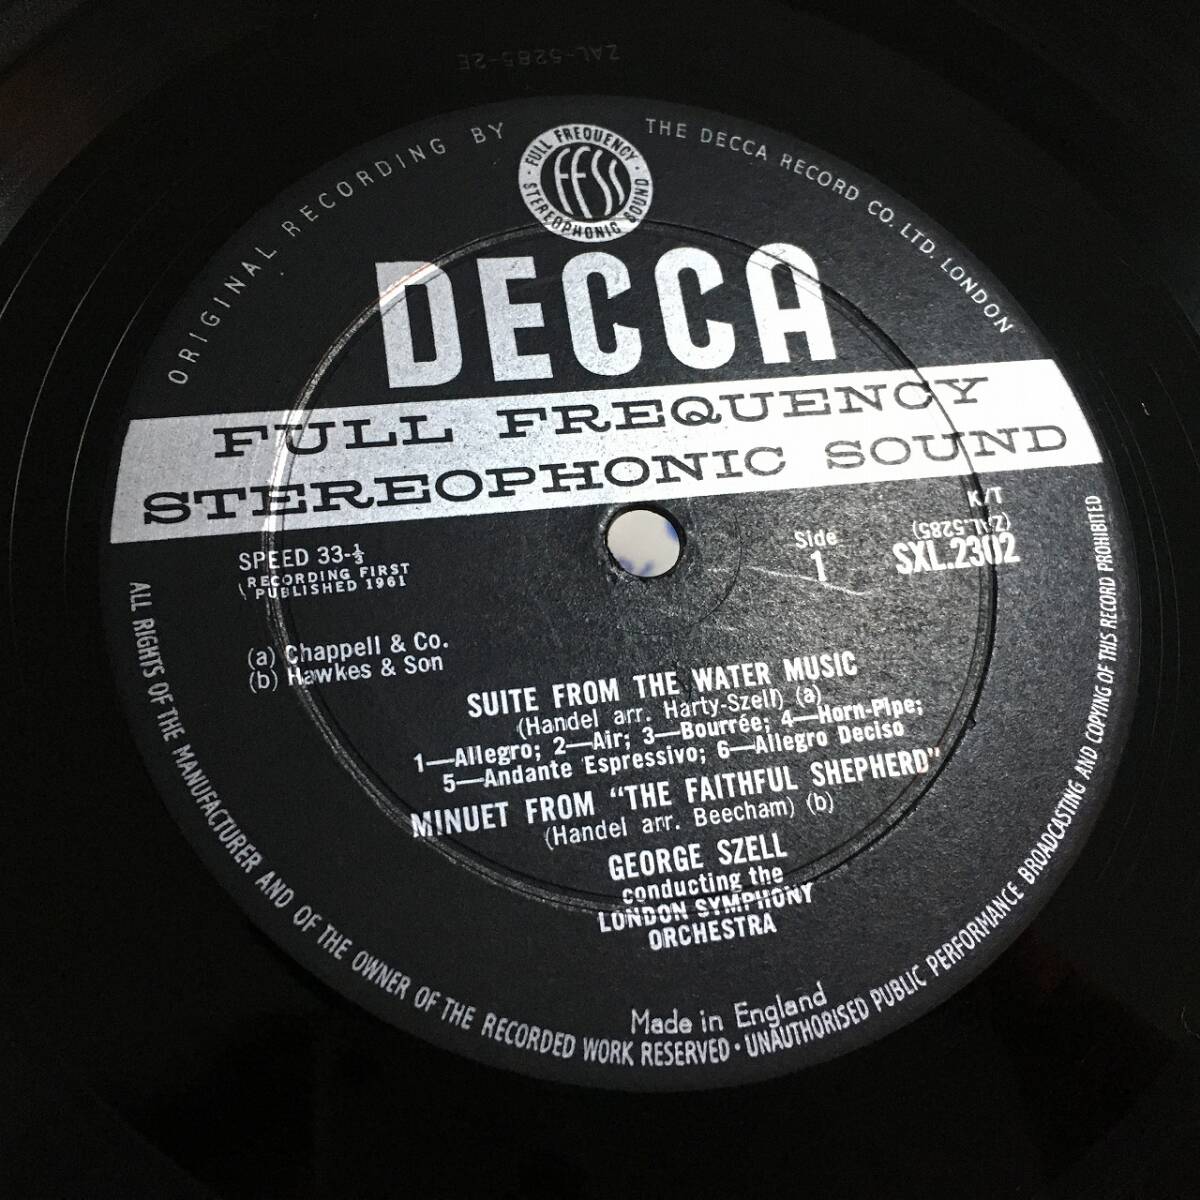 ZAL-5285-2E
ORIGINAL RECORDING BY
THE DECCA RECORD CO. LTD. LONDON
FULL FREQUENCY
ffss
STEREOPHONIC SOUND
DECCA
FULL FREQUENCY
STEREOPHONIC SOUND
SPEED 33-⅓
RECORDING FIRST
PUBLISHED 1961
K/T
(ZAL.5285)
Side
1
SXL.2302
(a) Chappell & Co.
(b) Hawkes & Son
SUITE FROM THE WATER MUSIC
(Handel arr. Harty-Szell) (a)
1—Allegro; 2—Air; 3—Bourrée; 4—Horn-Pipe;
5—Andante Espressivo; 6—Allegro Deciso
MINUET FROM "THE FAITHFUL SHEPHERD"
(Handel arr. Beecham) (b)
GEORGE SZELL
conducting the
LONDON SYMPHONY
ORCHESTRA
Made in England
ALL RIGHTS OF THE MANUFACTURER AND OF THE OWNER OF THE RECORDED WORK RESERVED · UNAUTHORISED PUBLIC PERFORMANCE BROADCASTING AND COPYING OF THIS RECORD PROHIBITED